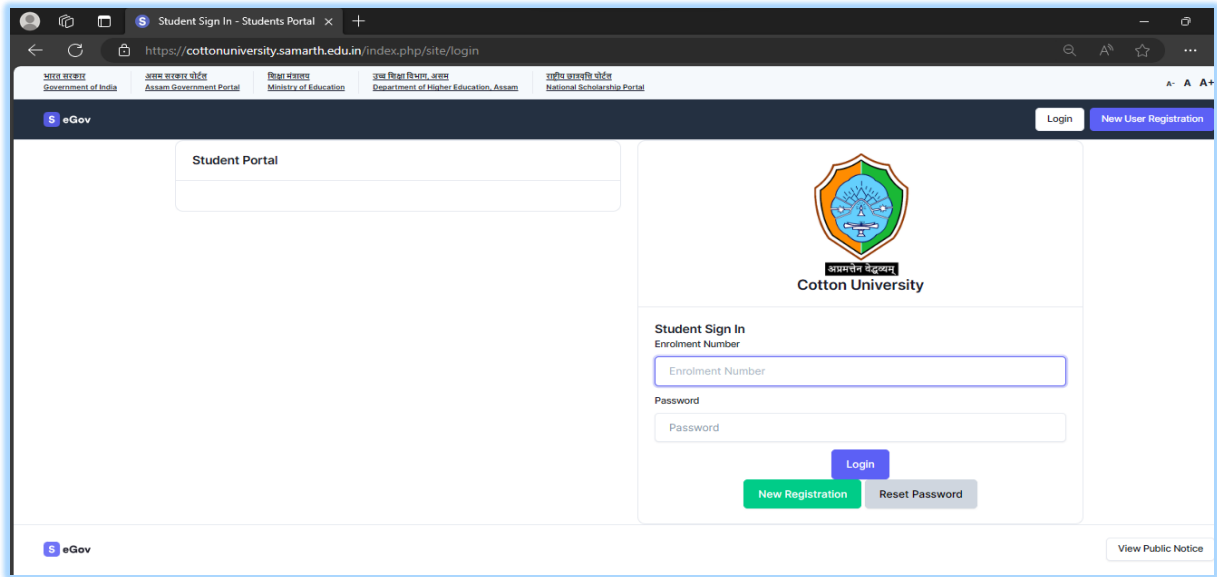 Student Sign In - Students Portal
https://cottonuniversity.samarth.edu.in/index.php/site/login
भारत सरकार असम सरकार पोर्टल शिक्षा मंत्रालय उच्च शिक्षा विभाग, असम राष्ट्रीय छात्रवृत्ति पोर्टल
Government of India Assam Government Portal Ministry of Education Department of Higher Education, Assam National Scholarship Portal
A- A A+
S eGov Login New User Registration
Student Portal
अप्रमत्तेन वेद्धव्यम्
Cotton University
Student Sign In
Enrolment Number
Enrolment Number
Password
Password
Login
New Registration Reset Password
S eGov View Public Notice